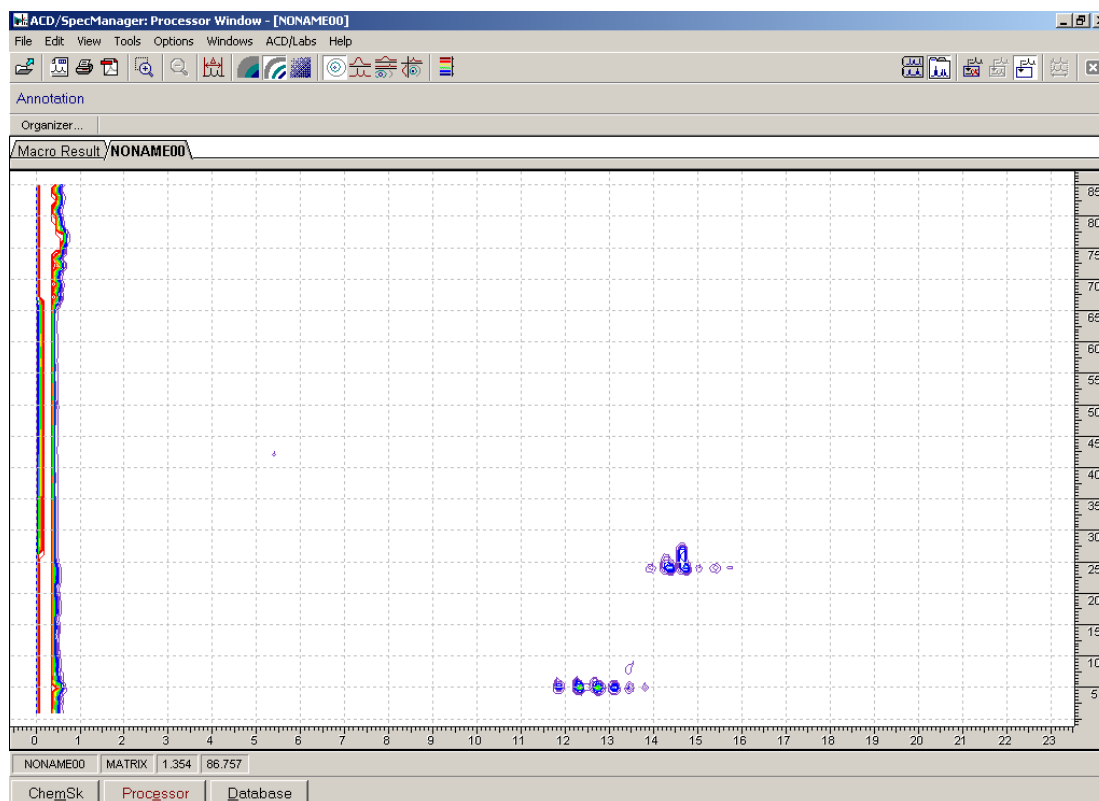 ACD/SpecManager: Processor Window - [NONAME00]
File Edit View Tools Options Windows ACD/Labs Help
Annotation
Organizer...
Macro Result NONAME00
85
80
75
70
65
60
55
50
45
40
35
30
25
20
15
10
5
0 1 2 3 4 5 6 7 8 9 10 11 12 13 14 15 16 17 18 19 20 21 22 23
NONAME00 MATRIX 1.354 86.757
ChemSk Processor Database